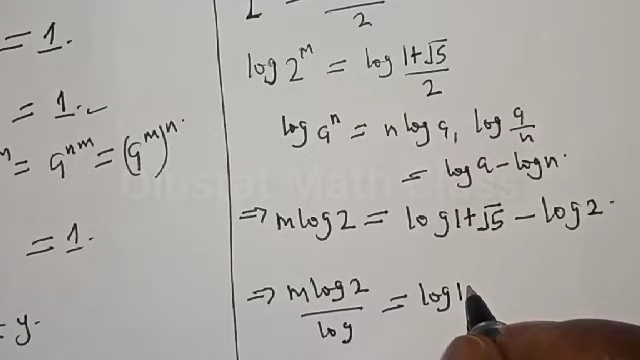 = 1.
= 1.
= a^{nm} = (a^m)^n.
= 1.
= y.
2
log 2^m = log (1+√5)/2
log a^n = n log a, log a/n
= log a - log n.
⇒ m log 2 = log 1+√5 - log 2.
⇒ m log 2 / log = log 1